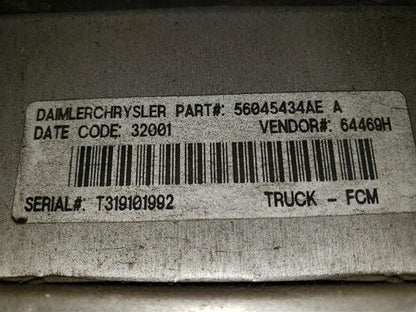 DAIMLERCHRYSLER PART#: 56045434AE A
DATE CODE: 32001 VENDOR#: 64469H
SERIAL#: T319101992 TRUCK - FCM